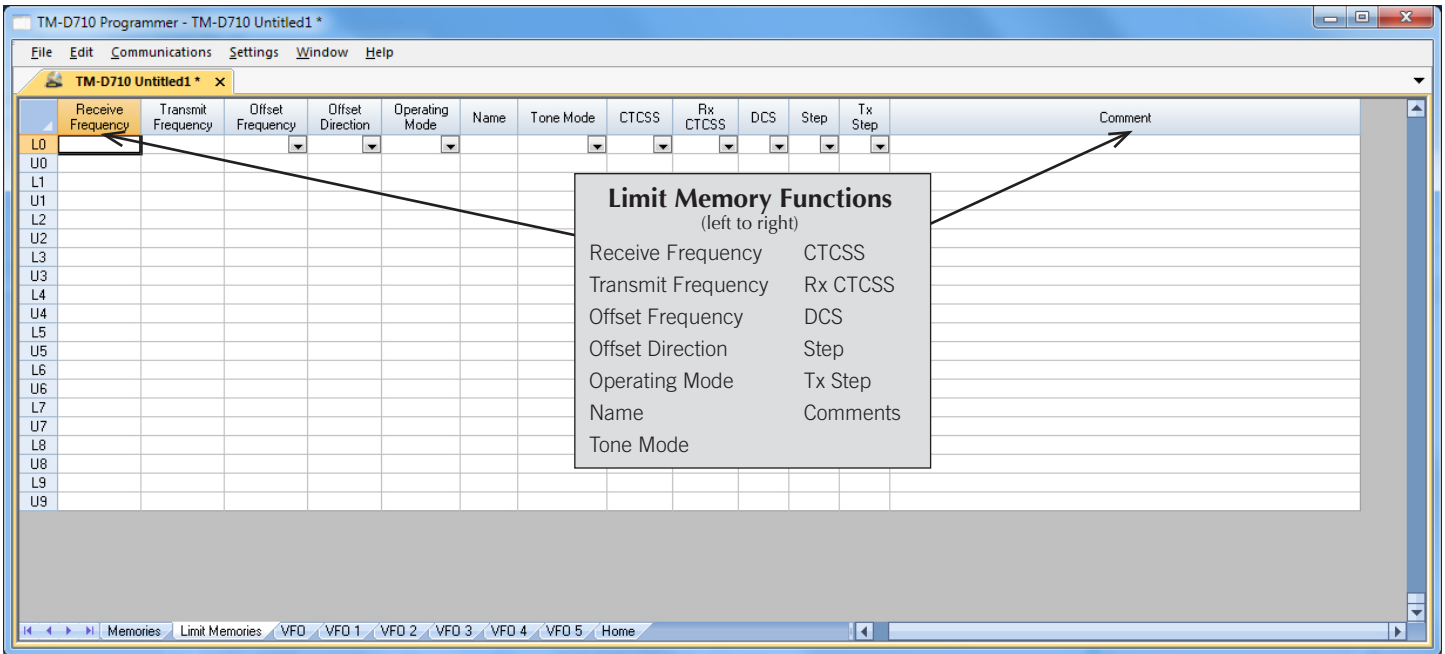 TM-D710 Programmer - TM-D710 Untitled1 *
File Edit Communications Settings Window Help
TM-D710 Untitled1 * x
Receive Frequency Transmit Frequency Offset Frequency Offset Direction Operating Mode Name Tone Mode CTCSS Rx CTCSS DCS Step Tx Step Comment
L0
U0
L1
U1
L2
U2
L3
U3
L4
U4
L5
U5
L6
U6
L7
U7
L8
U8
L9
U9
Limit Memory Functions
(left to right)
Receive Frequency CTCSS
Transmit Frequency Rx CTCSS
Offset Frequency DCS
Offset Direction Step
Operating Mode Tx Step
Name Comments
Tone Mode
Memories Limit Memories VFO VFO 1 VFO 2 VFO 3 VFO 4 VFO 5 Home